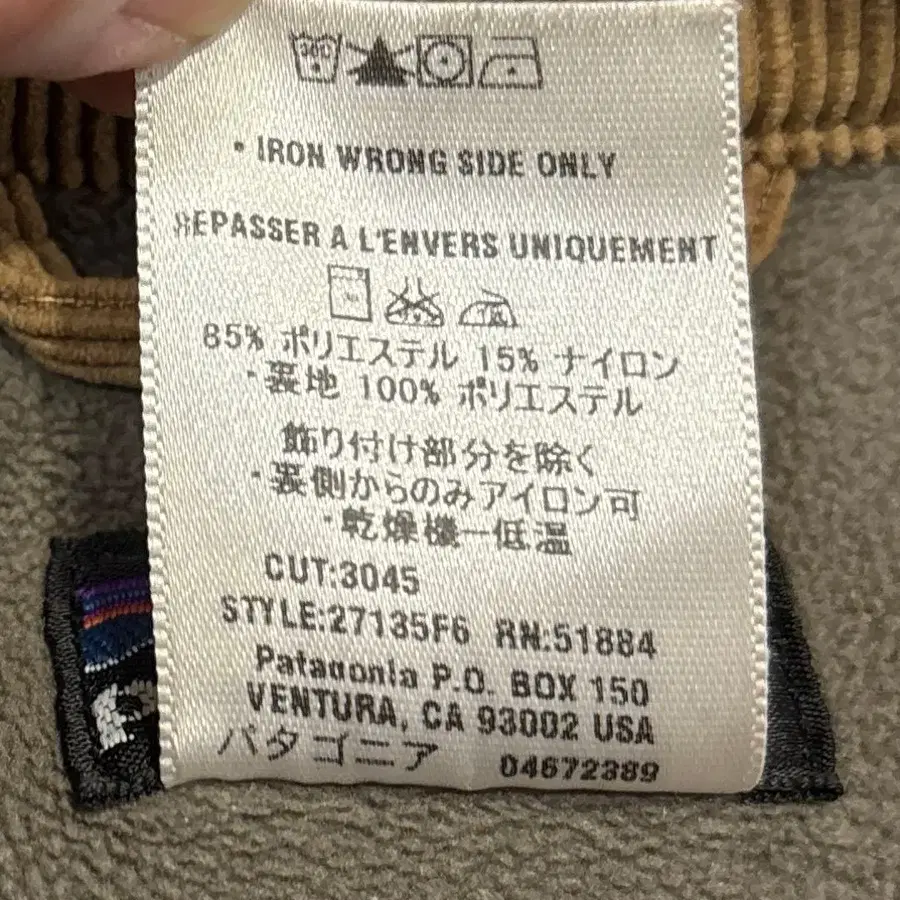 • IRON WRONG SIDE ONLY
REPASSER A L'ENVERS UNIQUEMENT
85% ポリエステル 15% ナイロン
・裏地 100% ポリエステル
飾り付け部分を除く
・裏側からのみアイロン可
・乾燥機ー低温
CUT:3045
STYLE:27135F6 RN:51884
Patagonia P.O. BOX 150
VENTURA, CA 93002 USA
パタゴニア 04672389